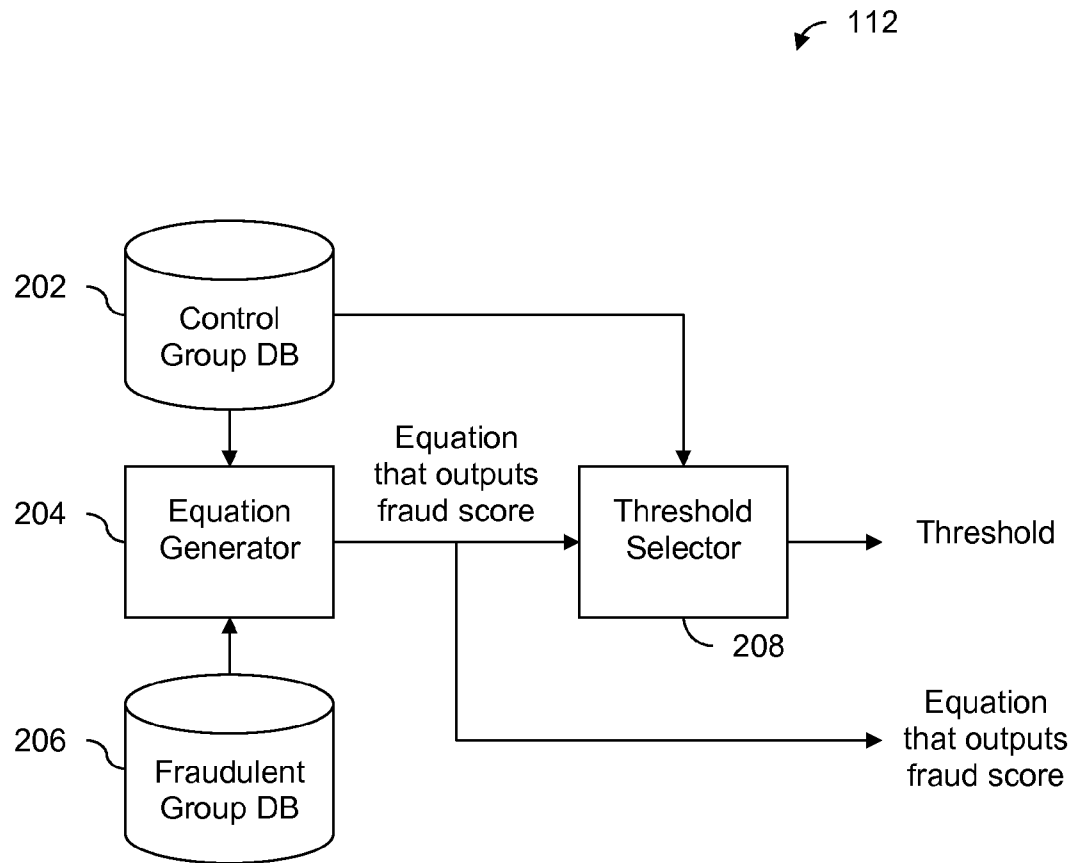 112
202
Control
Group DB
Equation
that outputs
fraud score
204
Equation
Generator
Threshold
Selector
Threshold
208
206
Fraudulent
Group DB
Equation
that outputs
fraud score